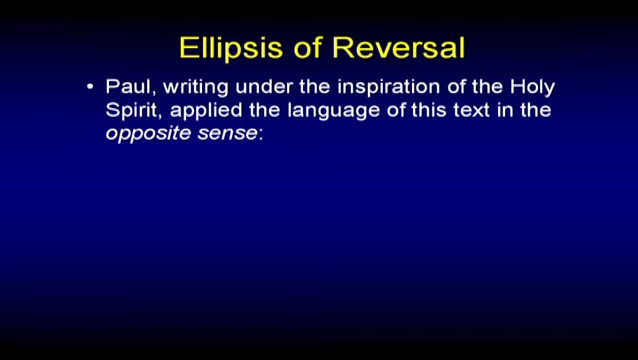 Ellipsis of Reversal
• Paul, writing under the inspiration of the Holy
Spirit, applied the language of this text in the
opposite sense: